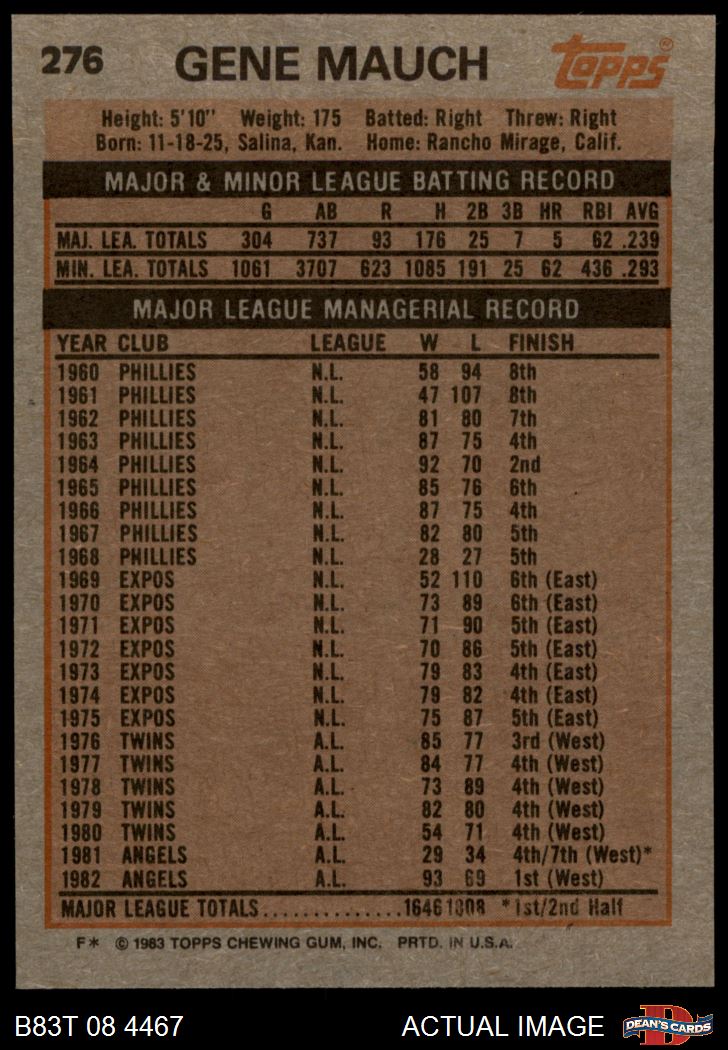 276 GENE MAUCH Topps®
Height: 5'10" Weight: 175 Batted: Right Threw: Right
Born: 11-18-25, Salina, Kan. Home: Rancho Mirage, Calif.
MAJOR & MINOR LEAGUE BATTING RECORD
G AB R H 2B 3B HR RBI AVG
MAJ. LEA. TOTALS 304 737 93 176 25 7 5 62 .239
MIN. LEA. TOTALS 1061 3707 623 1085 191 25 62 436 .293
MAJOR LEAGUE MANAGERIAL RECORD
YEAR CLUB LEAGUE W L FINISH
1960 PHILLIES N.L. 58 94 8th
1961 PHILLIES N.L. 47 107 8th
1962 PHILLIES N.L. 81 80 7th
1963 PHILLIES N.L. 87 75 4th
1964 PHILLIES N.L. 92 70 2nd
1965 PHILLIES N.L. 85 76 6th
1966 PHILLIES N.L. 87 75 4th
1967 PHILLIES N.L. 82 80 5th
1968 PHILLIES N.L. 28 27 5th
1969 EXPOS N.L. 52 110 6th (East)
1970 EXPOS N.L. 73 89 6th (East)
1971 EXPOS N.L. 71 90 5th (East)
1972 EXPOS N.L. 70 86 5th (East)
1973 EXPOS N.L. 79 83 4th (East)
1974 EXPOS N.L. 79 82 4th (East)
1975 EXPOS N.L. 75 87 5th (East)
1976 TWINS A.L. 85 77 3rd (West)
1977 TWINS A.L. 84 77 4th (West)
1978 TWINS A.L. 73 89 4th (West)
1979 TWINS A.L. 82 80 4th (West)
1980 TWINS A.L. 54 71 4th (West)
1981 ANGELS A.L. 29 34 4th/7th (West)*
1982 ANGELS A.L. 93 69 1st (West)
MAJOR LEAGUE TOTALS..............1646 1808 *1st/2nd Half
F* © 1983 TOPPS CHEWING GUM, INC. PRTD. IN U.S.A.
B83T 08 4467 ACTUAL IMAGE D DEAN'S CARDS